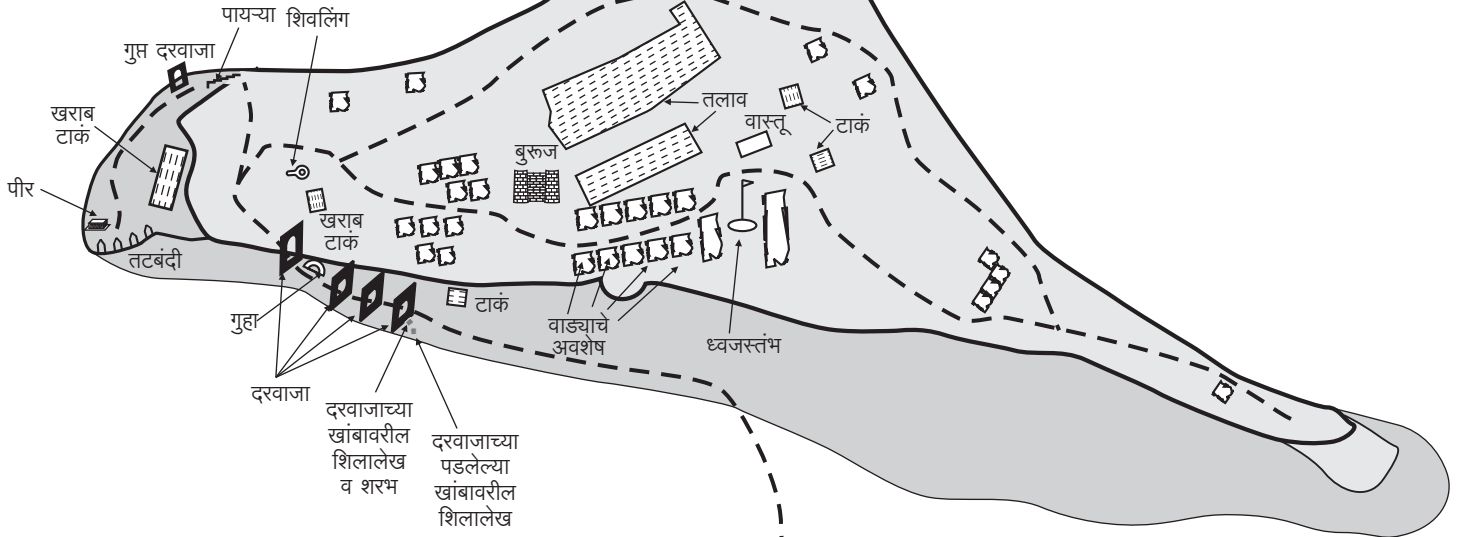 पायऱ्या
शिवलिंग
गुप्त दरवाजा
खराब
टाकं
तलाव
वास्तू
टाकं
बुरूज
पीर
खराब
टाकं
तटबंदी
टाकं
गुहा
वाड्याचे
अवशेष
ध्वजस्तंभ
दरवाजा
दरवाजाच्या
खांबावरील
शिलालेख
व शरभ
दरवाजाच्या
पडलेल्या
खांबावरील
शिलालेख